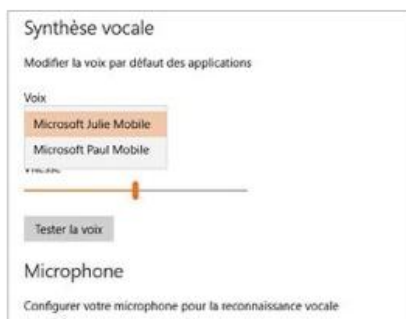 Synthèse vocale
Modifier la voix par défaut des applications
Voix
Microsoft Julie Mobile
Microsoft Paul Mobile
Vitesse
Tester la voix
Microphone
Configurer votre microphone pour la reconnaissance vocale